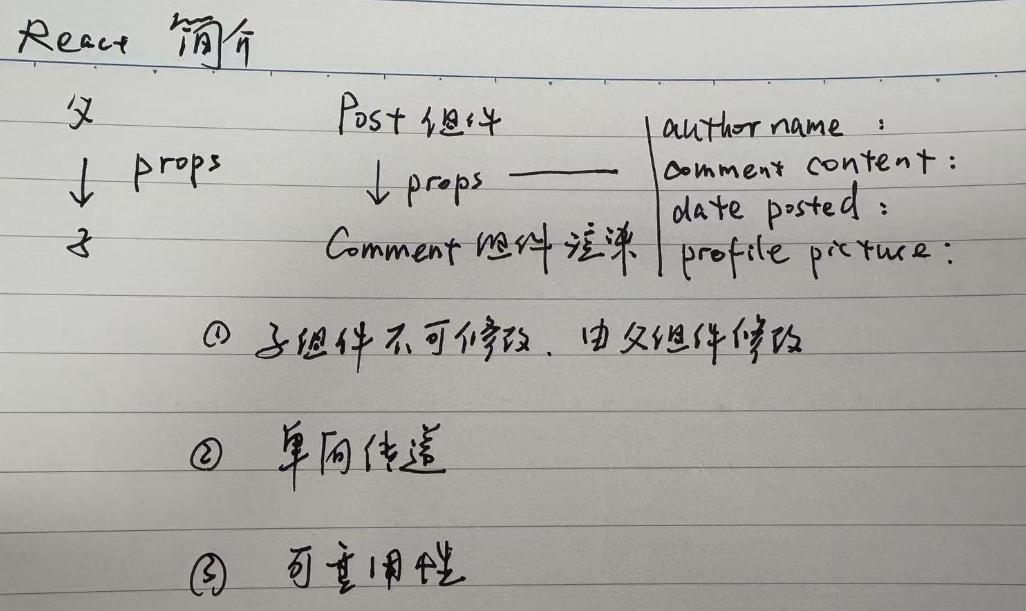 React 简介
父 Post 组件 author name :
↓ props ↓ props comment content :
date posted :
子 Comment 组件渲染 profile picture :
① 子组件不可修改. 由父组件修改
② 单向传递
③ 可重用性